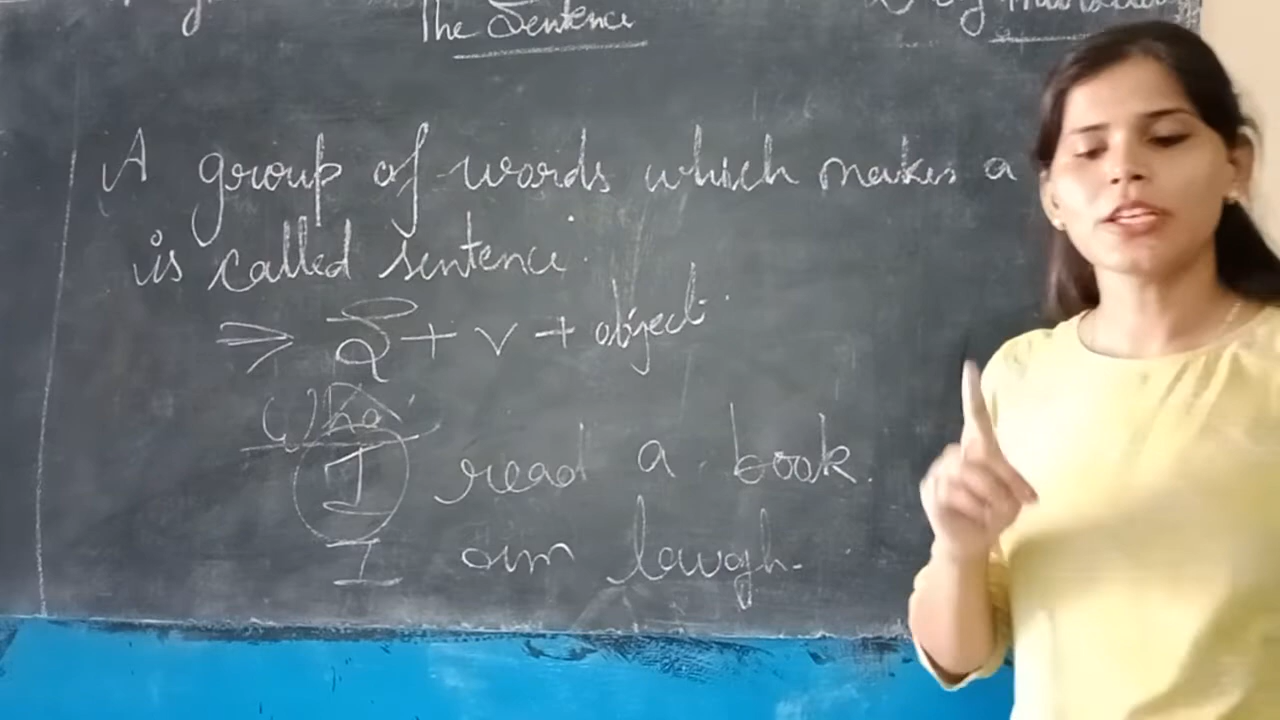 The Sentence
A group of words which makes a
is called sentence.
⇒ S + v + object
Who
I read a book.
I am laugh.